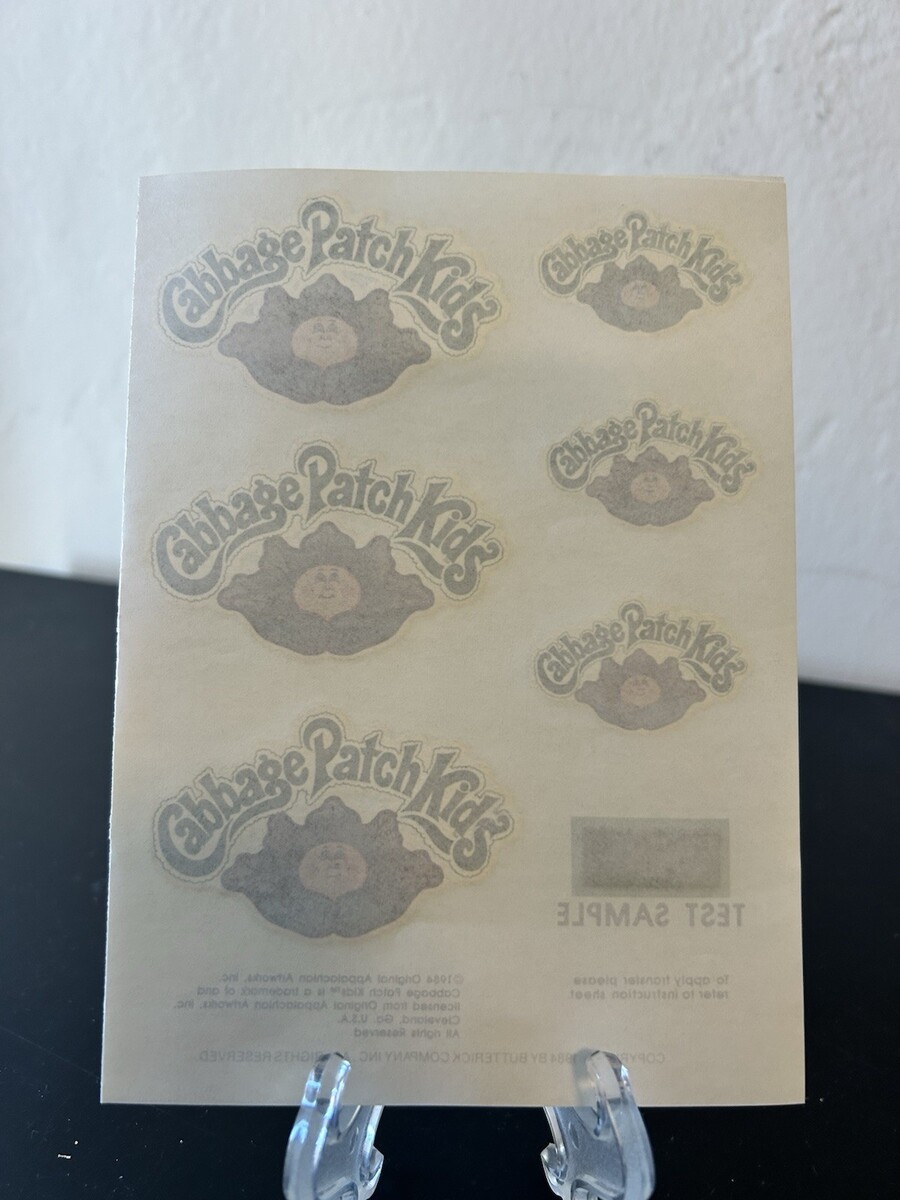 Cabbage Patch Kids
Cabbage Patch Kids
Cabbage Patch Kids
Cabbage Patch Kids
Cabbage Patch Kids
Cabbage Patch Kids
TEST SAMPLE
©1984 Original Appalachian Artworks, Inc.
Cabbage Patch Kids™ is a trademark of and
licensed from Original Appalachian Artworks, Inc.
Cleveland, Ga. U.S.A.
All rights Reserved
To apply transfer please
refer to instruction sheet
1984 BY BUTTERICK COMPANY INC. RIGHTS RESERVED